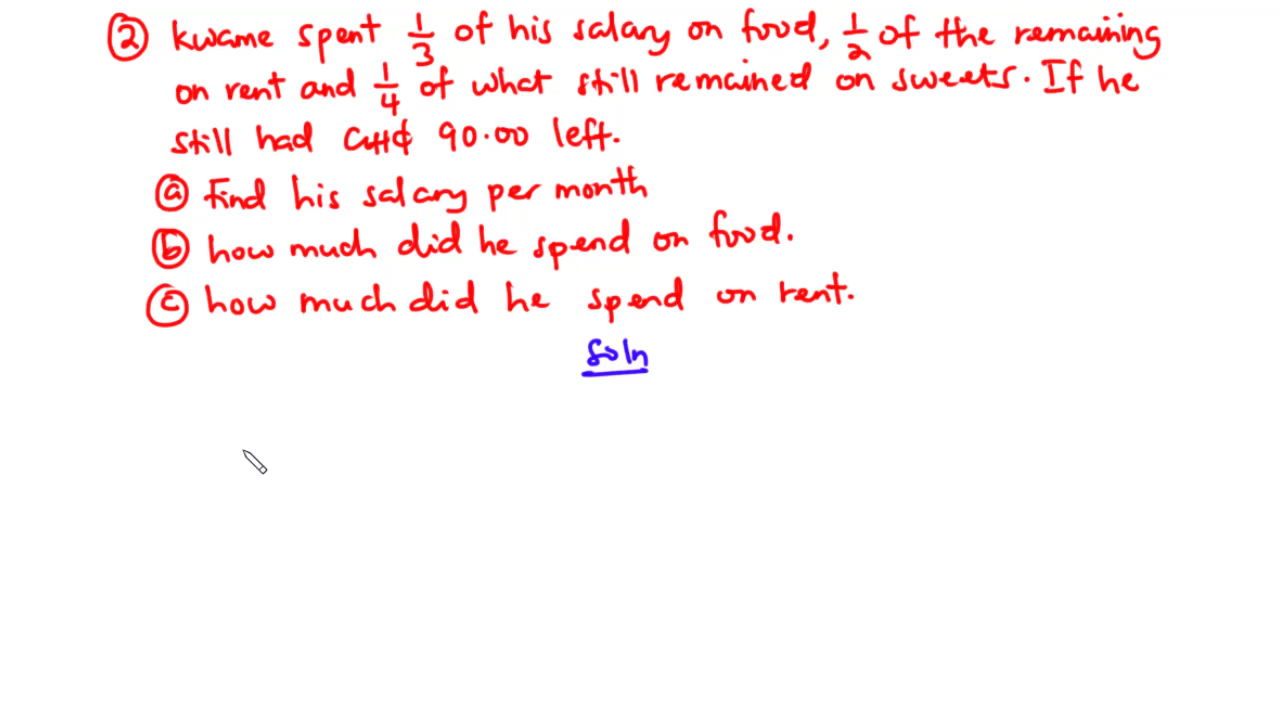 ② Kwame spent 1/3 of his salary on food, 1/2 of the remaining
on rent and 1/4 of what still remained on sweets. If he
still had GH¢ 90.00 left.
ⓐ Find his salary per month
ⓑ how much did he spend on food.
ⓒ how much did he spend on rent.
Soln